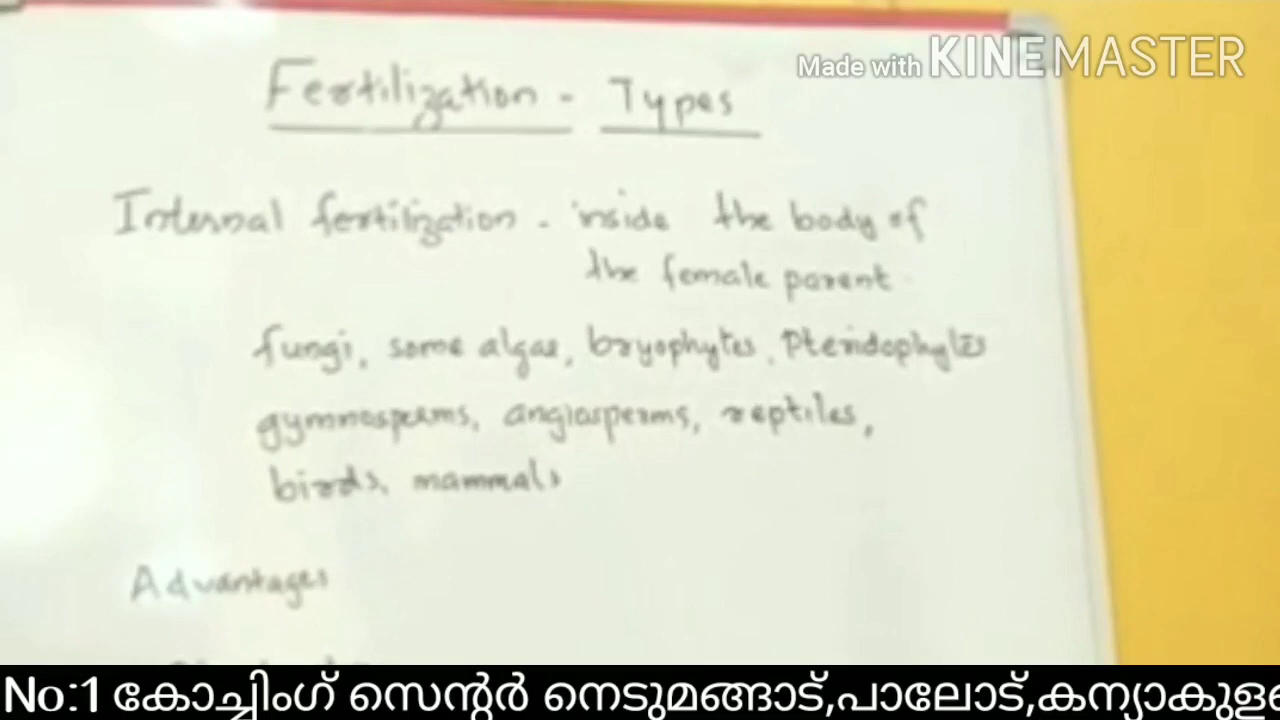 Made with KINEMASTER
Fertilization - Types
Internal fertilization - inside the body of
the female parent
fungi, some algae, bryophytes, Pteridophytes
gymnosperms, angiosperms, reptiles,
birds, mammals
Advantages
No:1 കോച്ചിംഗ് സെന്റർ നെടുമങ്ങാട്,പാലോട്,കന്യാകുള